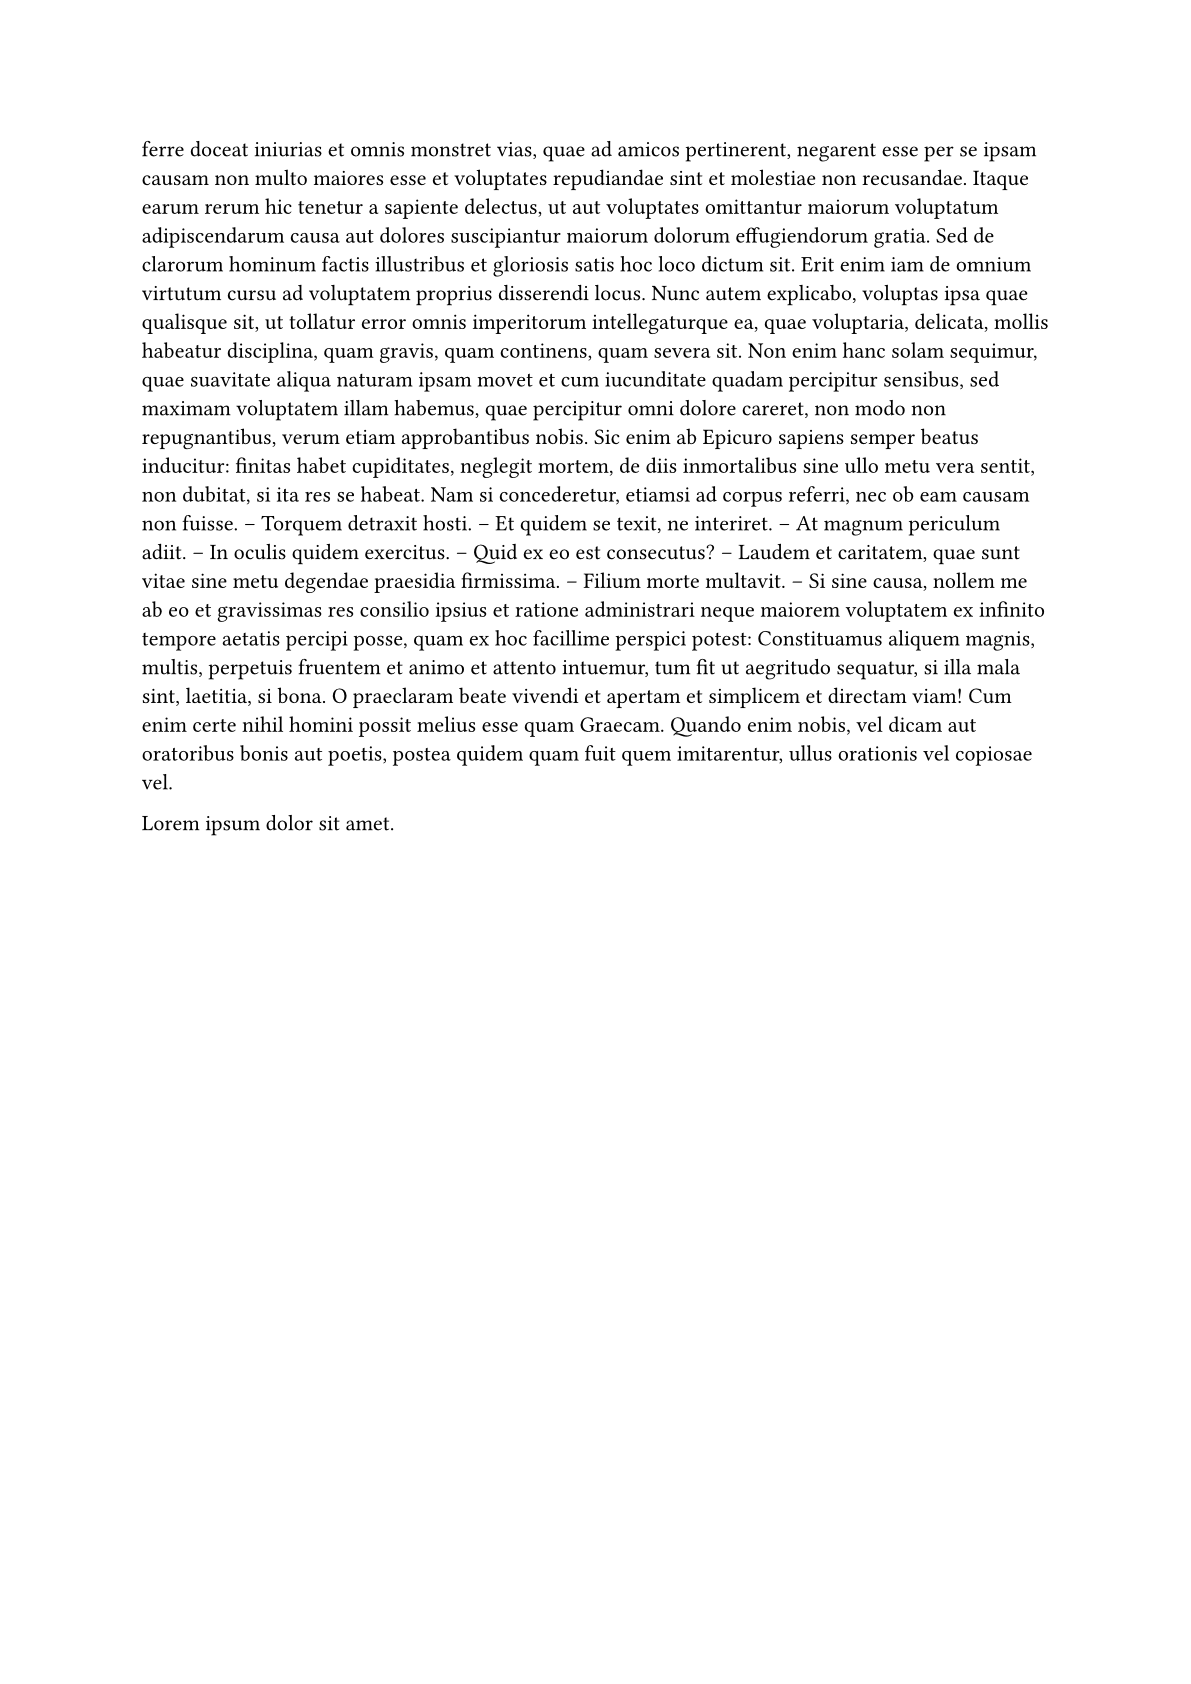 ferre doceat iniurias et omnis monstret vias, quae ad amicos pertinerent, negarent esse per se ipsam
causam non multo maiores esse et voluptates repudiandae sint et molestiae non recusandae. Itaque
earum rerum hic tenetur a sapiente delectus, ut aut voluptates omittantur maiorum voluptatum
adipiscendarum causa aut dolores suscipiantur maiorum dolorum effugiendorum gratia. Sed de
clarorum hominum factis illustribus et gloriosis satis hoc loco dictum sit. Erit enim iam de omnium
virtutum cursu ad voluptatem proprius disserendi locus. Nunc autem explicabo, voluptas ipsa quae
qualisque sit, ut tollatur error omnis imperitorum intellegaturque ea, quae voluptaria, delicata, mollis
habeatur disciplina, quam gravis, quam continens, quam severa sit. Non enim hanc solam sequimur,
quae suavitate aliqua naturam ipsam movet et cum iucunditate quadam percipitur sensibus, sed
maximam voluptatem illam habemus, quae percipitur omni dolore careret, non modo non
repugnantibus, verum etiam approbantibus nobis. Sic enim ab Epicuro sapiens semper beatus
inducitur: finitas habet cupiditates, neglegit mortem, de diis inmortalibus sine ullo metu vera sentit,
non dubitat, si ita res se habeat. Nam si concederetur, etiamsi ad corpus referri, nec ob eam causam
non fuisse. – Torquem detraxit hosti. – Et quidem se texit, ne interiret. – At magnum periculum
adiit. – In oculis quidem exercitus. – Quid ex eo est consecutus? – Laudem et caritatem, quae sunt
vitae sine metu degendae praesidia firmissima. – Filium morte multavit. – Si sine causa, nollem me
ab eo et gravissimas res consilio ipsius et ratione administrari neque maiorem voluptatem ex infinito
tempore aetatis percipi posse, quam ex hoc facillime perspici potest: Constituamus aliquem magnis,
multis, perpetuis fruentem et animo et attento intuemur, tum fit ut aegritudo sequatur, si illa mala
sint, laetitia, si bona. O praeclaram beate vivendi et apertam et simplicem et directam viam! Cum
enim certe nihil homini possit melius esse quam Graecam. Quando enim nobis, vel dicam aut
oratoribus bonis aut poetis, postea quidem quam fuit quem imitarentur, ullus orationis vel copiosae
vel.
Lorem ipsum dolor sit amet.